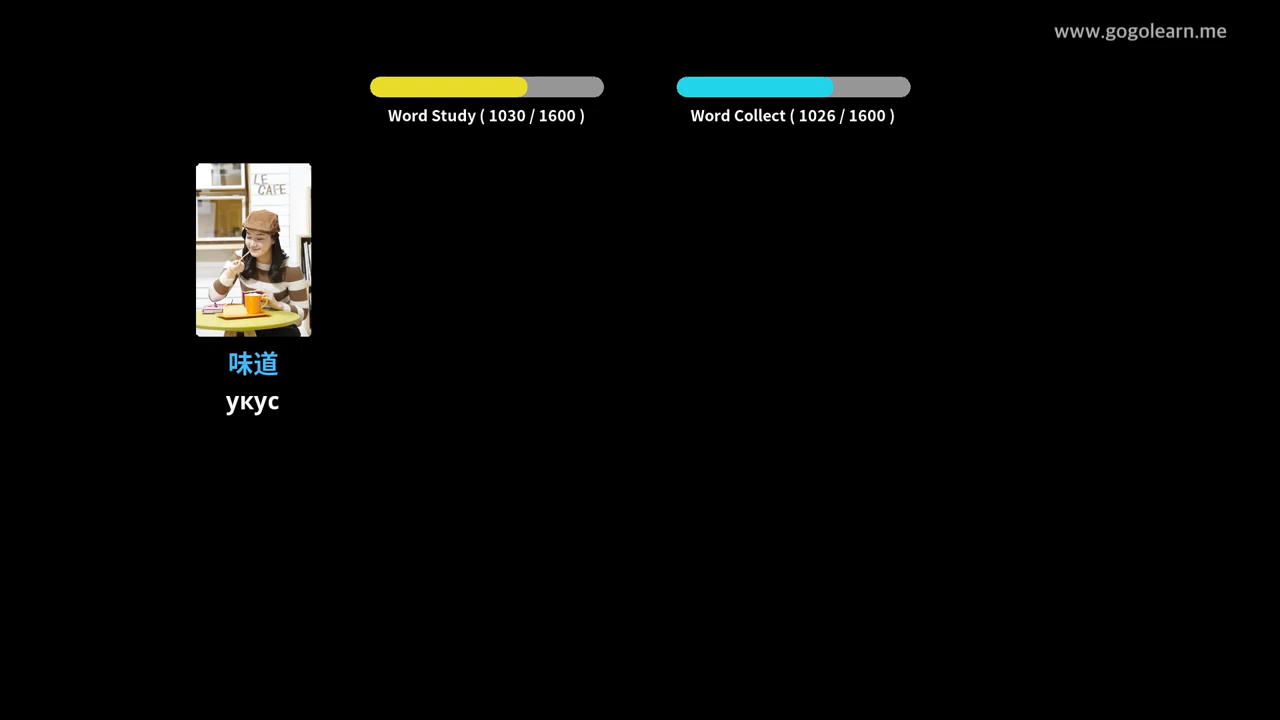 www.gogolearn.me
Word Study ( 1030 / 1600 )
Word Collect ( 1026 / 1600 )
LE CAFE
味道
укус